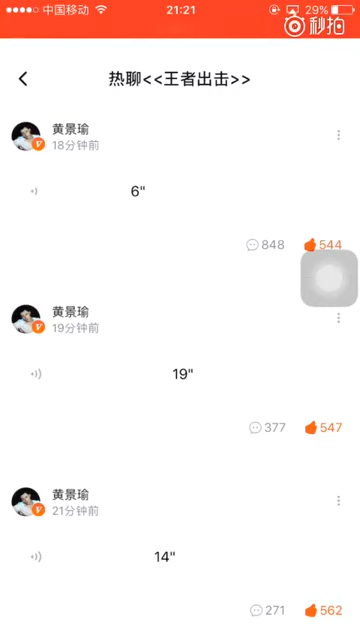 中国移动
21:21
29%
秒拍
热聊<<王者出击>>
黄景瑜
18分钟前
6"
848
544
黄景瑜
19分钟前
19"
377
547
黄景瑜
21分钟前
14"
271
562